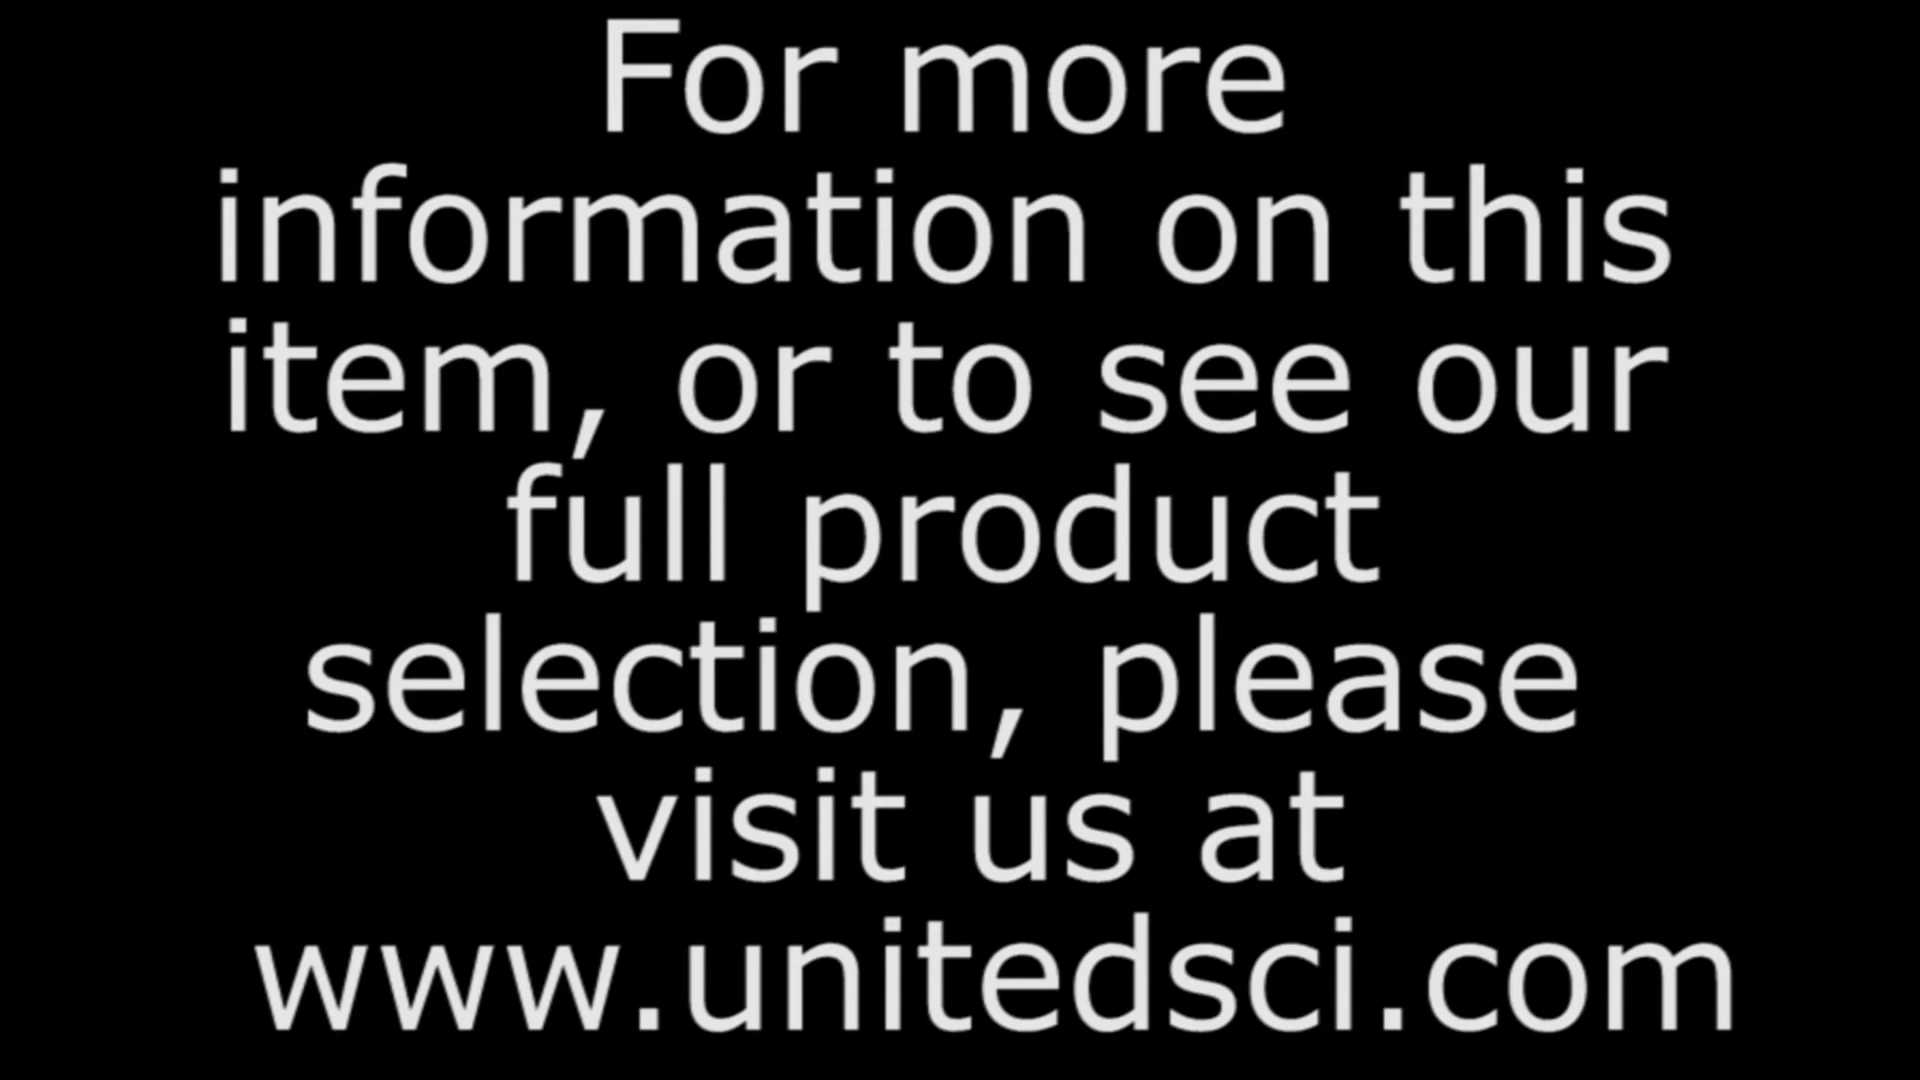 For more
information on this
item, or to see our
full product
selection, please
visit us at
www.unitedsci.com